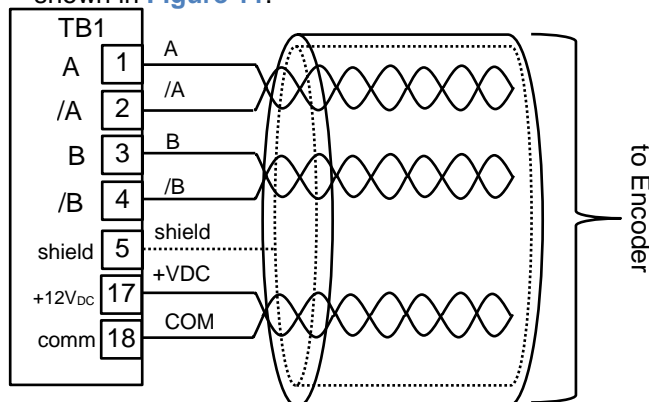 shown in Figure 11.
TB1
A 1 A
/A 2 /A
B 3 B
/B 4 /B
shield 5 shield
+12VDC 17 +VDC
comm 18 COM
to Encoder